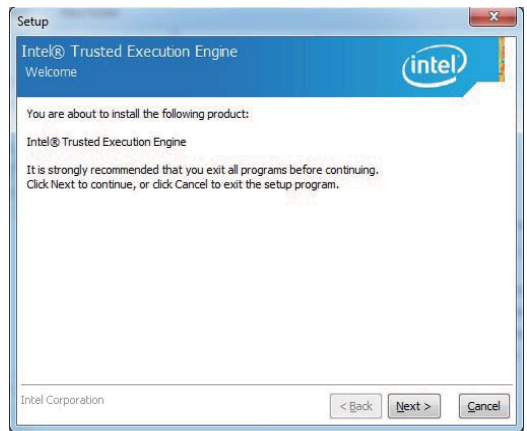 Setup
Intel® Trusted Execution Engine
Welcome
intel
You are about to install the following product:
Intel® Trusted Execution Engine
It is strongly recommended that you exit all programs before continuing.
Click Next to continue, or click Cancel to exit the setup program.
Intel Corporation
< Back Next > Cancel